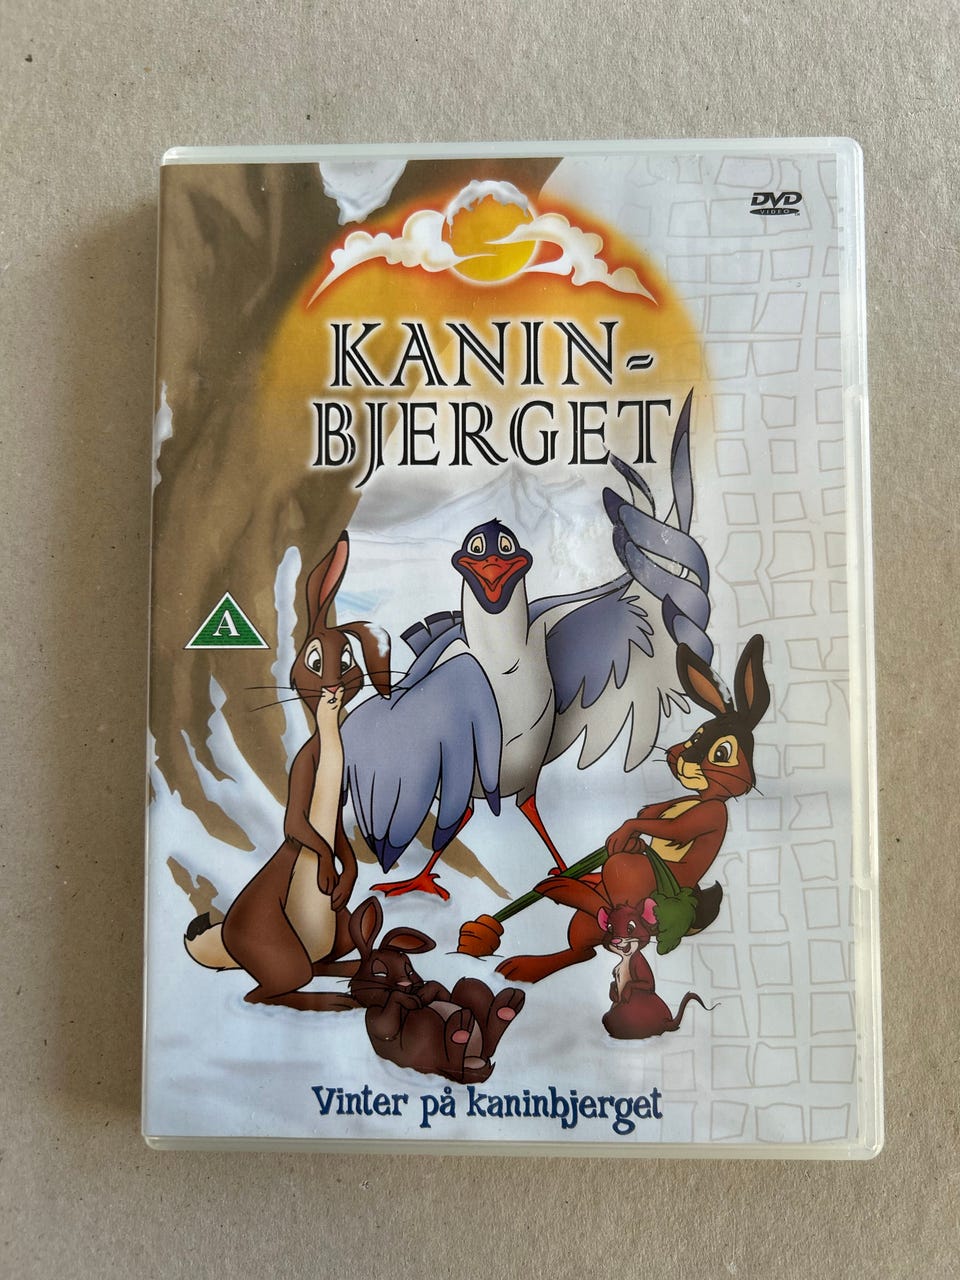 DVD
VIDEO
KANIN-
BJERGET
A
Vinter på kaninbjerget